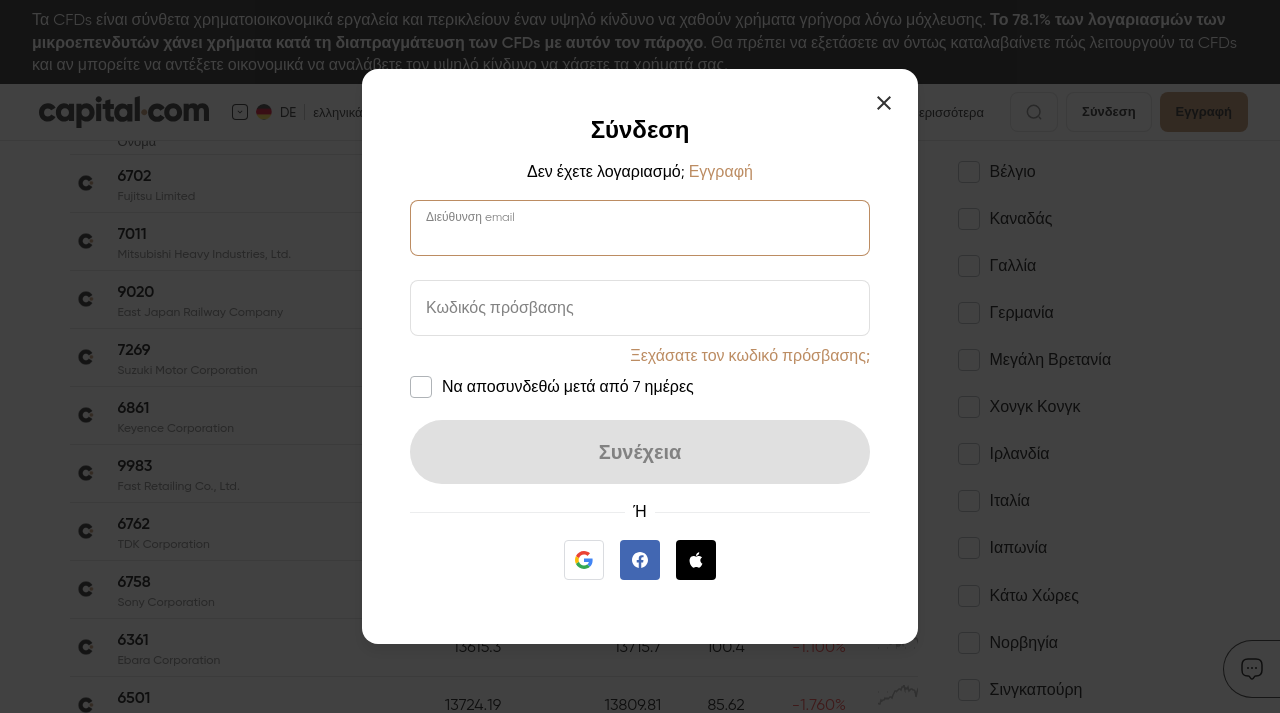 Τα CFDs είναι σύνθετα χρηματοιοικονομικά εργαλεία και περικλείουν έναν υψηλό κίνδυνο να χαθούν χρήματα γρήγορα λόγω μόχλευσης. Το 78.1% των λογαριασμών των
μικροεπενδυτών χάνει χρήματα κατά τη διαπραγμάτευση των CFDs με αυτόν τον πάροχο. Θα πρέπει να εξετάσετε αν όντως καταλαβαίνετε πώς λειτουργούν τα CFDs
και αν μπορείτε να αντέξετε οικονομικά να αναλάβετε τον υψηλό κίνδυνο να χάσετε τα χρήματά σας.
capital.com
DE
ελληνικά
Σύνδεση
Εγγραφή
Όνομα
6702
Fujitsu Limited
7011
Mitsubishi Heavy Industries, Ltd.
9020
East Japan Railway Company
7269
Suzuki Motor Corporation
6861
Keyence Corporation
9983
Fast Retailing Co., Ltd.
6762
TDK Corporation
6758
Sony Corporation
6361
Ebara Corporation
13615.3 13715.7 100.4 -1.100%
6501
13724.19 13809.81 85.62 -1.760%
Σύνδεση
Δεν έχετε λογαριασμό; Εγγραφή
Διεύθυνση email
Κωδικός πρόσβασης
Ξεχάσατε τον κωδικό πρόσβασης;
Να αποσυνδεθώ μετά από 7 ημέρες
Συνέχεια
Ή
Βέλγιο
Καναδάς
Γαλλία
Γερμανία
Μεγάλη Βρετανία
Χονγκ Κονγκ
Ιρλανδία
Ιταλία
Ιαπωνία
Κάτω Χώρες
Νορβηγία
Σινγκαπούρη